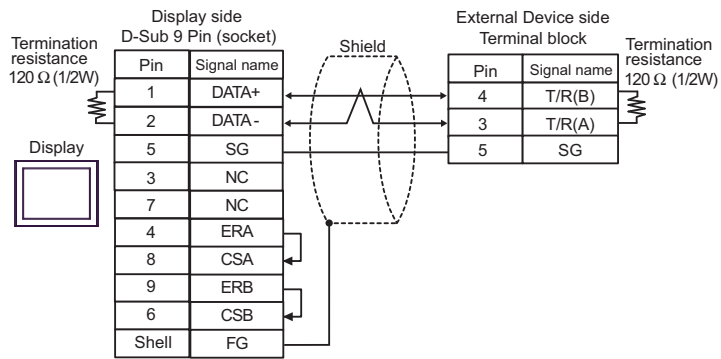 Display side
D-Sub 9 Pin (socket)
External Device side
Terminal block
Termination
resistance
120 Ω (1/2W)
Shield
Termination
resistance
120 Ω (1/2W)
Pin Signal name
1 DATA+
2 DATA-
5 SG
3 NC
7 NC
4 ERA
8 CSA
9 ERB
6 CSB
Shell FG
Display
Pin Signal name
4 T/R(B)
3 T/R(A)
5 SG